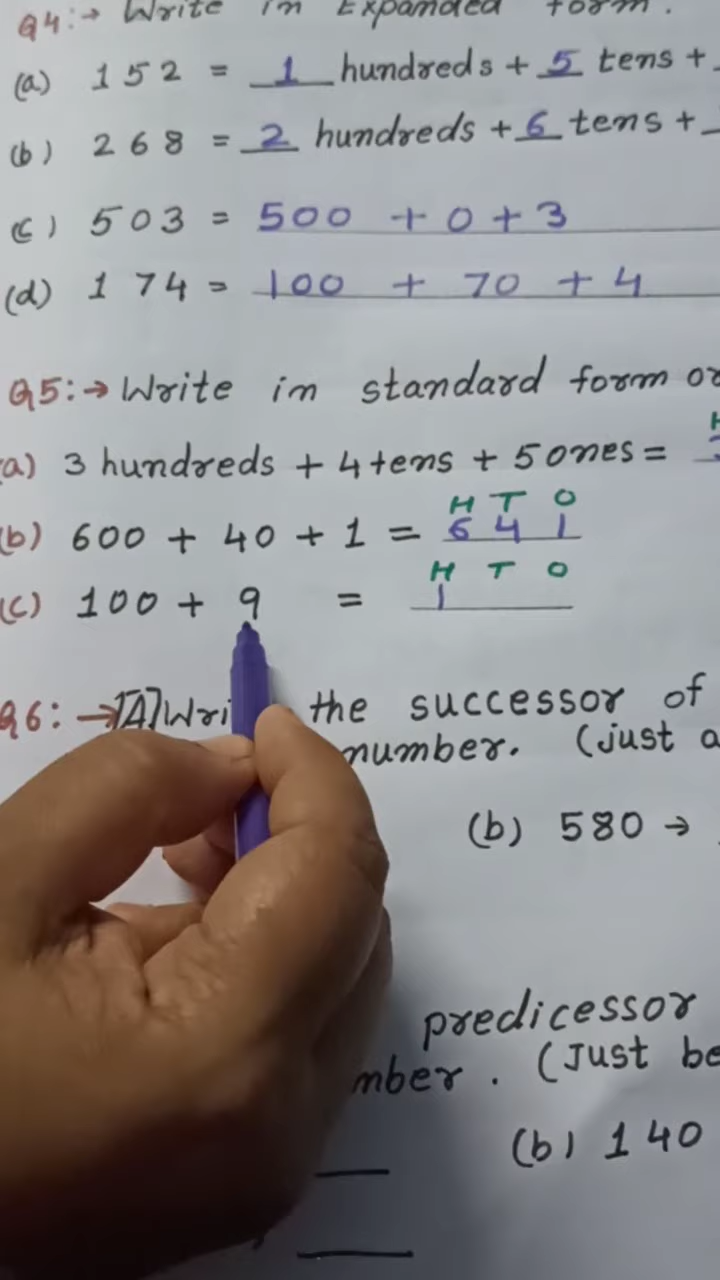 Q4:→ Write in Expanded form.
(a) 152 = 1 hundreds + 5 tens +
(b) 268 = 2 hundreds + 6 tens +
(c) 503 = 500 + 0 + 3
(d) 174 = 100 + 70 + 4
Q5:→ Write in standard form or
(a) 3 hundreds + 4 tens + 5 ones =
H T O
(b) 600 + 40 + 1 = 6 4 1
H T O
(c) 100 + 9 = 1
Q6:→ [A] the successor of
number. (just a
(b) 580 →
predicessor
(Just be
(b) 140